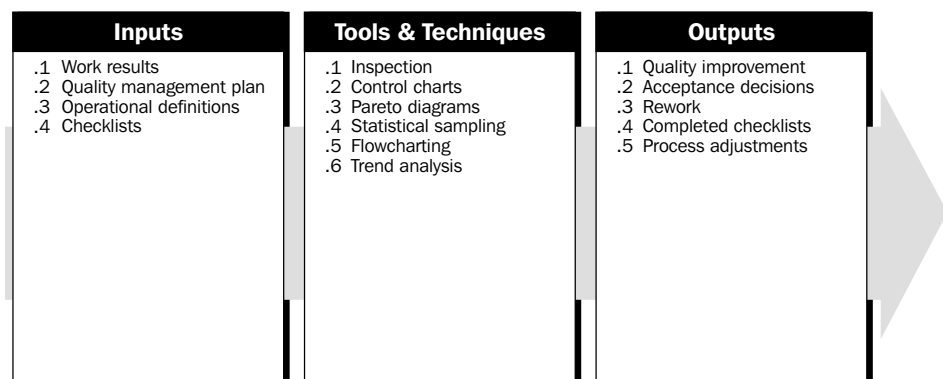 Inputs
.1 Work results
.2 Quality management plan
.3 Operational definitions
.4 Checklists
Tools & Techniques
.1 Inspection
.2 Control charts
.3 Pareto diagrams
.4 Statistical sampling
.5 Flowcharting
.6 Trend analysis
Outputs
.1 Quality improvement
.2 Acceptance decisions
.3 Rework
.4 Completed checklists
.5 Process adjustments